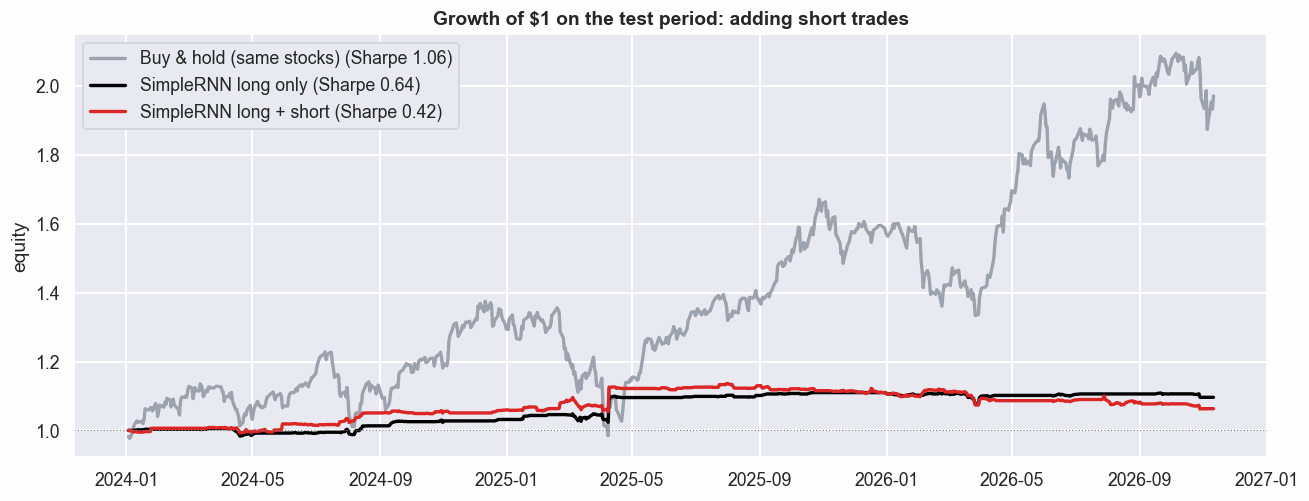 Growth of $1 on the test period: adding short trades
Buy & hold (same stocks) (Sharpe 1.06)
SimpleRNN long only (Sharpe 0.64)
SimpleRNN long + short (Sharpe 0.42)
equity
2.0
1.8
1.6
1.4
1.2
1.0
2024-01 2024-05 2024-09 2025-01 2025-05 2025-09 2026-01 2026-05 2026-09 2027-01